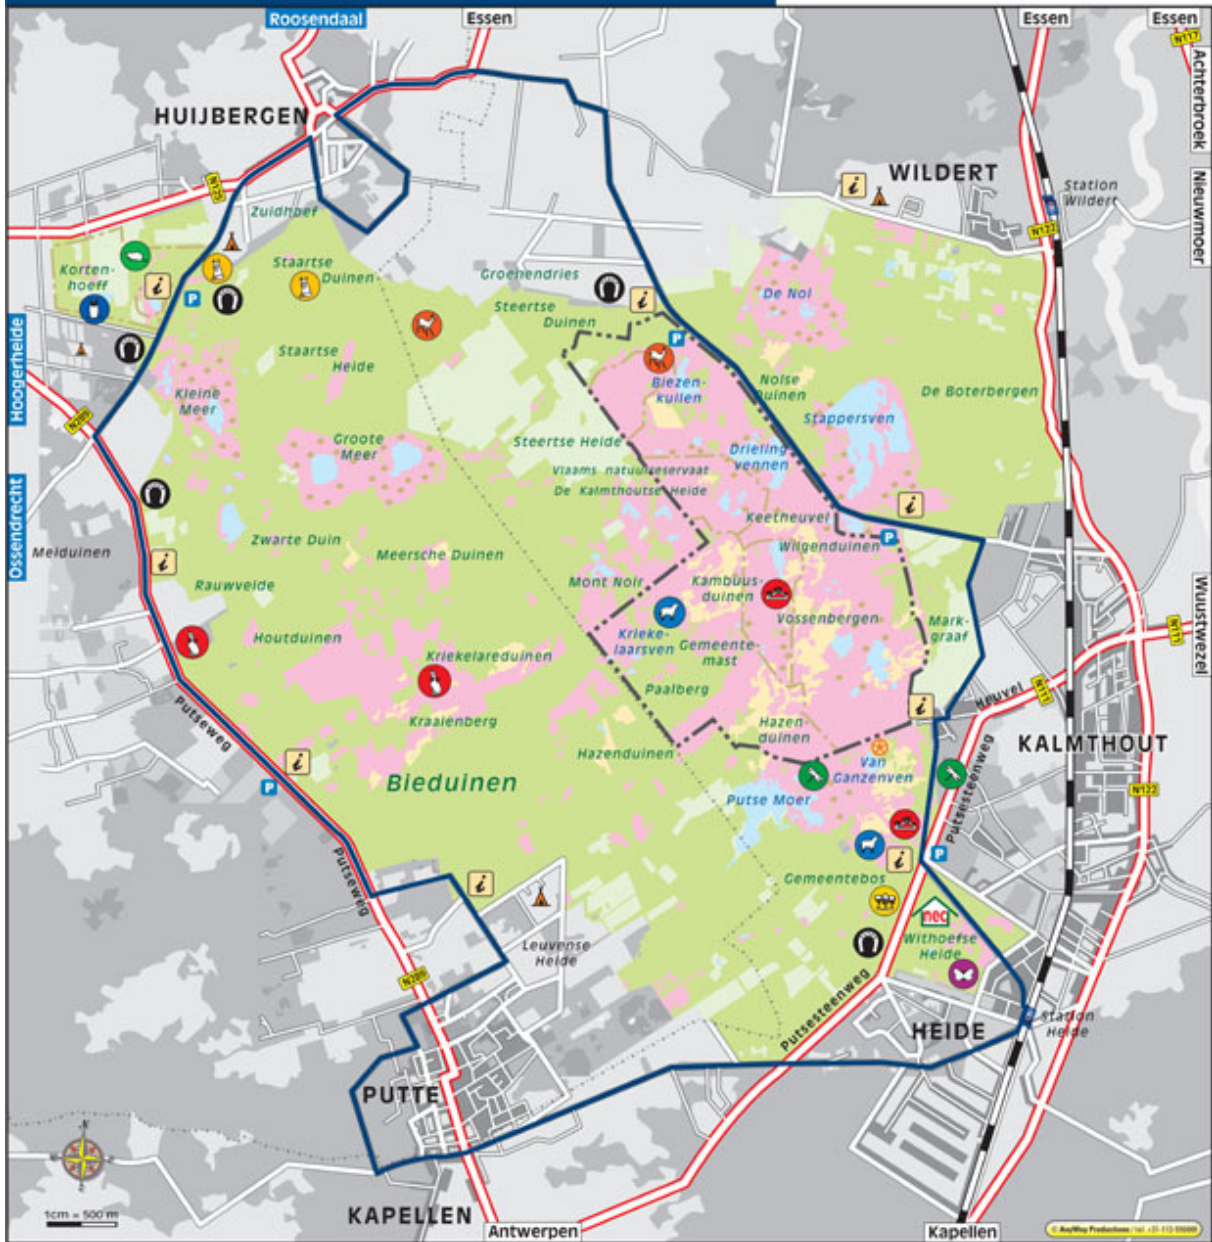 Roosendaal
Essen
Essen
Essen
N117
Achterbroek
HUIJBERGEN
WILDERT
Station
Wildert
Nieuwmoer
N125
N122
Zuidhoef
Korten-
hoeff
Staartse
Duinen
Groenendries
Steertse
Duinen
De Nol
P
i
P
Hoogerheide
Staartse
Heide
Biezen-
kuilen
Nolse
Duinen
De Boterbergen
Kleine
Meer
Stappersven
N289
Groote
Meer
Steertse Heide
Drieling
vennen
Vlaams natuurreservaat
De Kalmthoutse Heide
Ossendrecht
Keetheuvel
Zwarte Duin
Meersche Duinen
Wilgenduinen
P
Meiduinen
Mont Noir
Kambuus-
duinen
Rauwvelde
Vossenbergen
Mark-
graaf
Wuustwezel
N111
Houtduinen
Krieke-
laarsven
Gemeente-
mast
Kriekelareduinen
Paalberg
Heuvel
N111
Putseweg
Kraaienberg
Hazen
duinen
Hazenduinen
KALMTHOUT
Van
Ganzenven
Putsesteenweg
Bieduinen
P
Putse Moer
N122
Putseweg
P
Gemeentebos
nec
Withoefse
Heide
Leuvense
Heide
N289
Putsesteenweg
HEIDE
Station
Heide
PUTTE
N
1cm = 500 m
KAPELLEN
Antwerpen
Kapellen